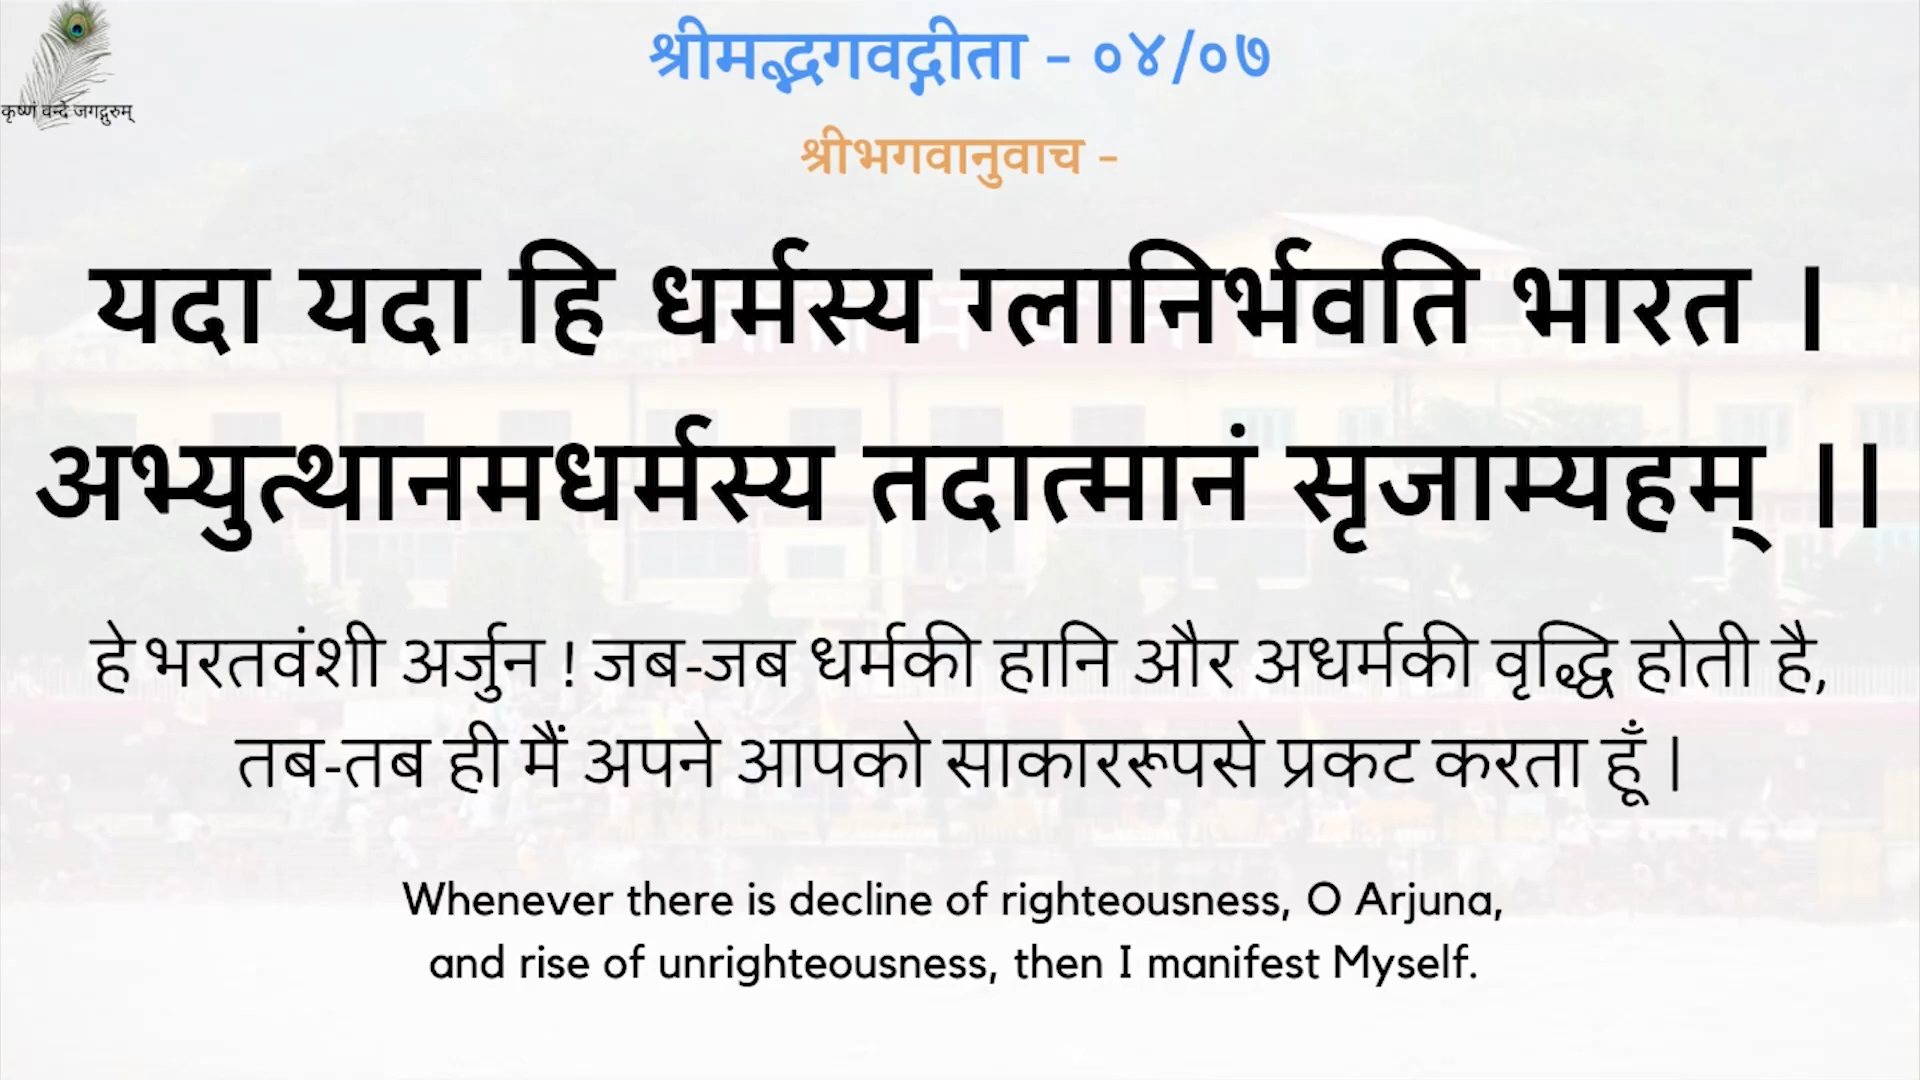 श्रीमद्भगवद्गीता - ०४/०७
कृष्णं वन्दे जगद्गुरुम्
श्रीभगवानुवाच -
यदा यदा हि धर्मस्य ग्लानिर्भवति भारत ।
अभ्युत्थानमधर्मस्य तदात्मानं सृजाम्यहम् ।।
हे भरतवंशी अर्जुन ! जब-जब धर्मकी हानि और अधर्मकी वृद्धि होती है,
तब-तब ही मैं अपने आपको साकाररूपसे प्रकट करता हूँ |
Whenever there is decline of righteousness, O Arjuna,
and rise of unrighteousness, then I manifest Myself.